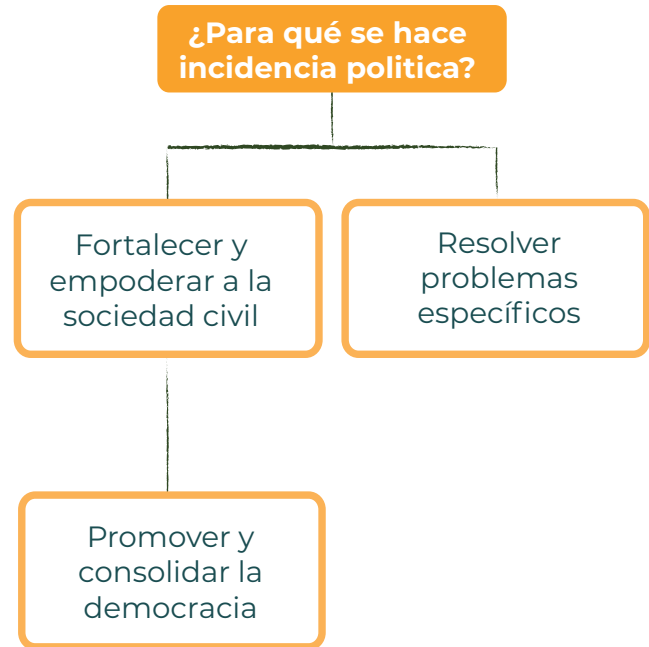 ¿Para qué se hace
incidencia politica?
Fortalecer y
empoderar a la
sociedad civil
Resolver
problemas
específicos
Promover y
consolidar la
democracia